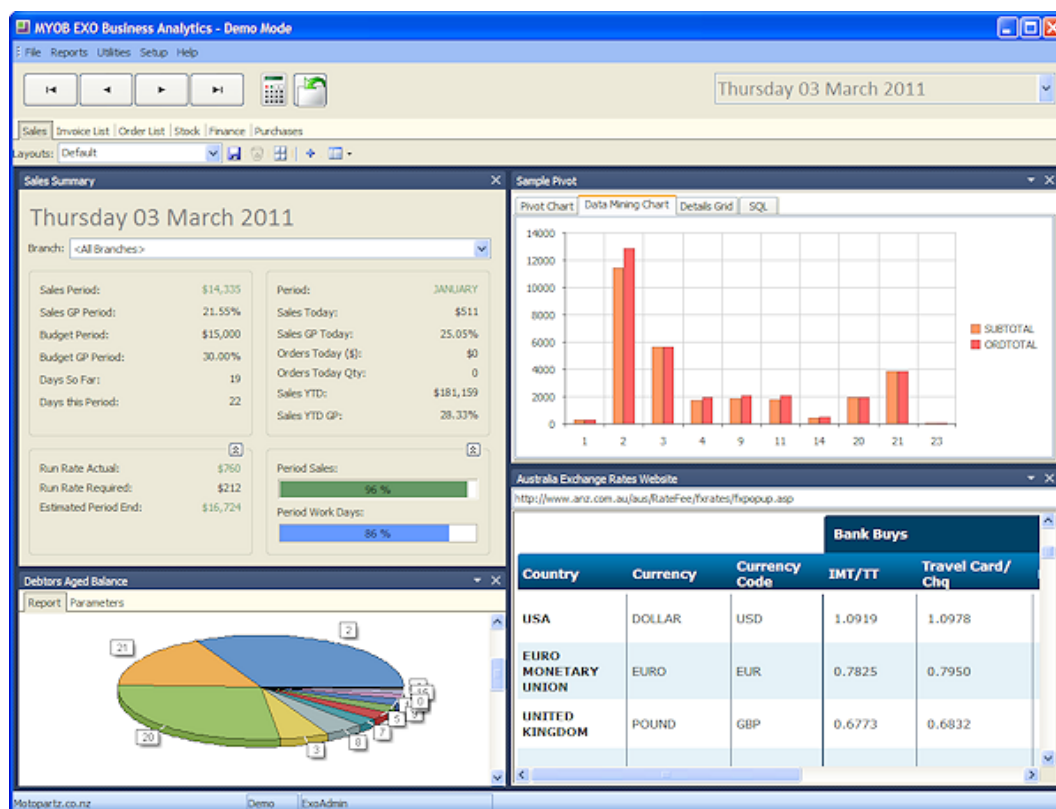 MYOB EXO Business Analytics - Demo Mode
File Reports Utilities Setup Help
Thursday 03 March 2011
Sales Invoice List Order List Stock Finance Purchases
Layouts: Default
Sales Summary
Thursday 03 March 2011
Branch: <All Branches>
Sales Period: $14,335
Sales GP Period: 21.55%
Budget Period: $15,000
Budget GP Period: 30.00%
Days So Far: 19
Days this Period: 22
Period: JANUARY
Sales Today: $511
Sales GP Today: 25.05%
Orders Today ($): $0
Orders Today Qty: 0
Sales YTD: $181,159
Sales YTD GP: 28.33%
Run Rate Actual: $760
Run Rate Required: $212
Estimated Period End: $16,724
Period Sales:
96 %
Period Work Days:
86 %
Debtors Aged Balance
Report Parameters
2
21
20
3
8
7
5
Sample Pivot
Pivot Chart Data Mining Chart Details Grid SQL
14000
12000
10000
8000
6000
4000
2000
0
1 2 3 4 9 11 14 20 21 23
SUBTOTAL
ORDTOTAL
Australia Exchange Rates Website
http://www.anz.com.au/aus/RateFee/fxrates/fxpopup.asp
Bank Buys
Country Currency Currency Code IMT/TT Travel Card/ Chq
USA DOLLAR USD 1.0919 1.0978
EURO MONETARY UNION EURO EUR 0.7825 0.7950
UNITED KINGDOM POUND GBP 0.6773 0.6832
Motopartz.co.nz Demo ExoAdmin